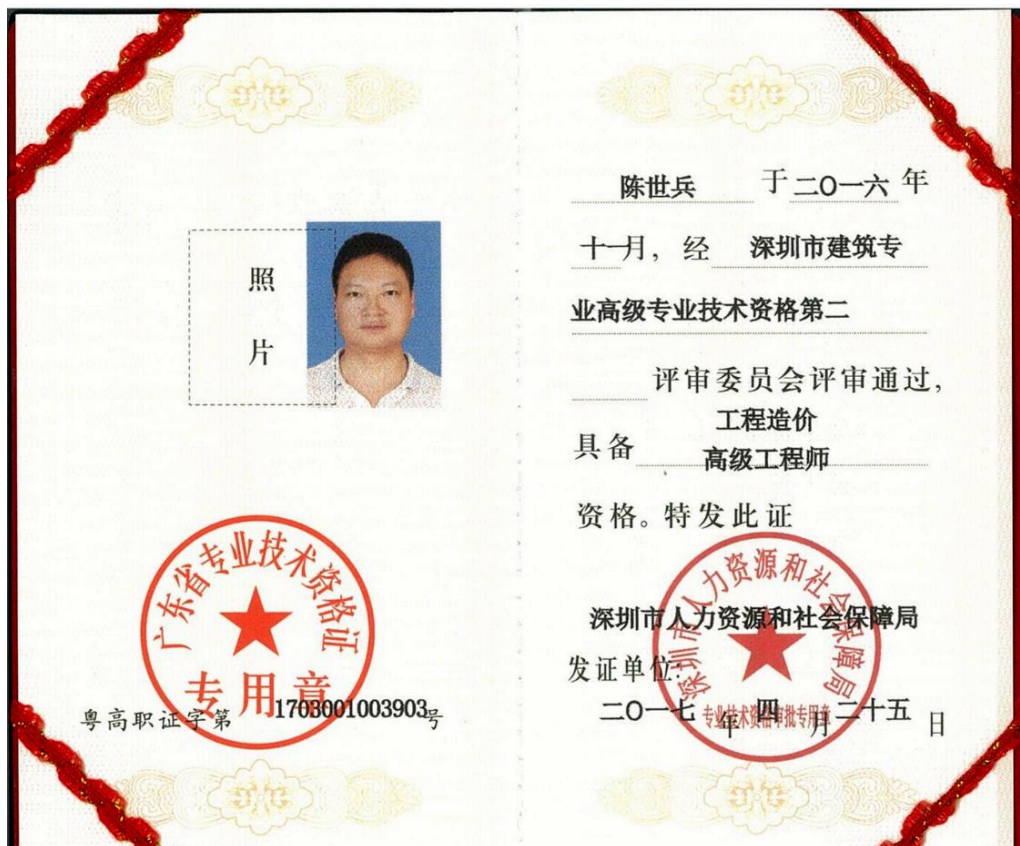 照
片
广东省专业技术资格证
专用章
粤高职证字第1703001003903号
陈世兵 于二〇一六年
十一月，经 深圳市建筑专
业高级专业技术资格第二
评审委员会评审通过，
工程造价
具备 高级工程师
资格。特发此证
深圳市人力资源和社会保障局
深圳市人力资源和社会保障局
发证单位：
专业技术资格审批专用章
二〇一七年四月二十五日